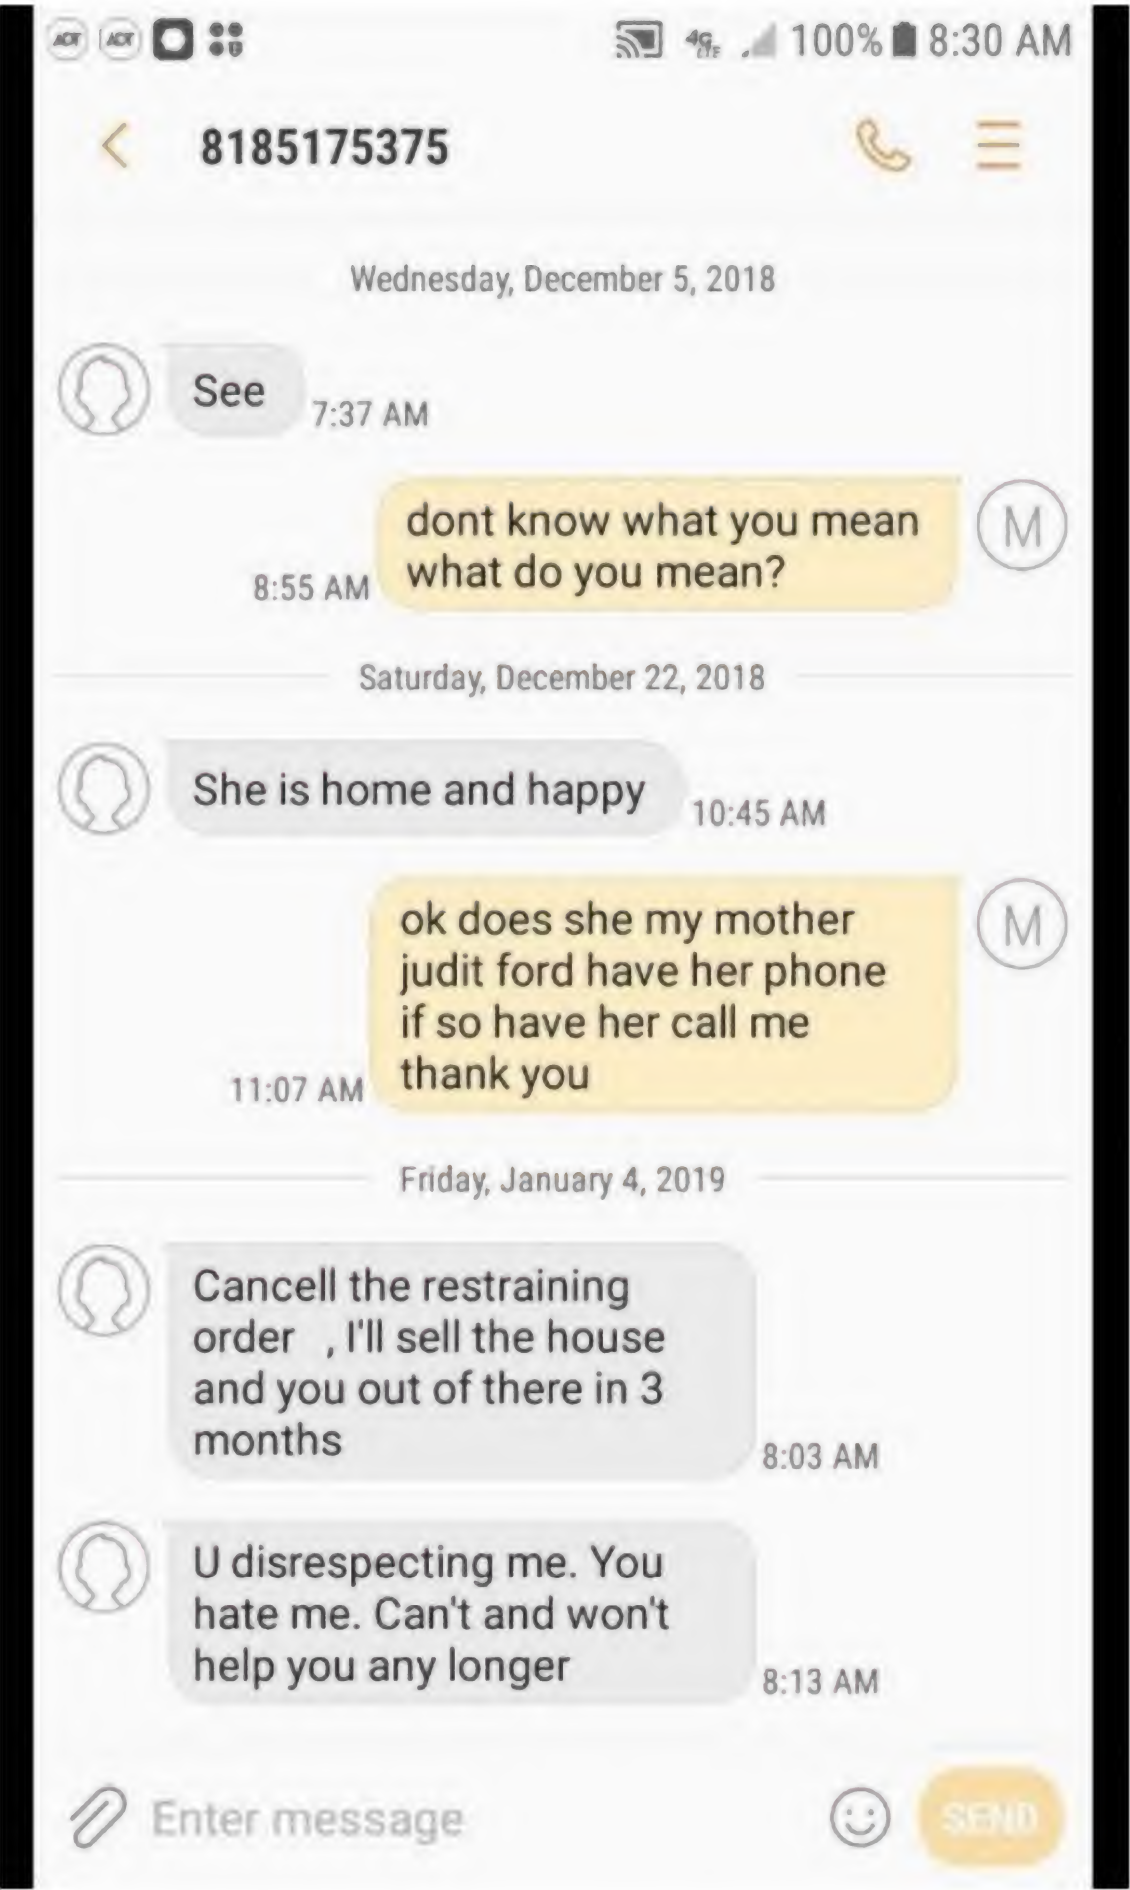 ADT ADT 4G LTE 100% 8:30 AM
8185175375
Wednesday, December 5, 2018
See
7:37 AM
dont know what you mean
what do you mean?
8:55 AM
M
Saturday, December 22, 2018
She is home and happy
10:45 AM
ok does she my mother
judit ford have her phone
if so have her call me
thank you
11:07 AM
M
Friday, January 4, 2019
Cancell the restraining
order  , I'll sell the house
and you out of there in 3
months
8:03 AM
U disrespecting me. You
hate me. Can't and won't
help you any longer
8:13 AM
Enter message
SEND